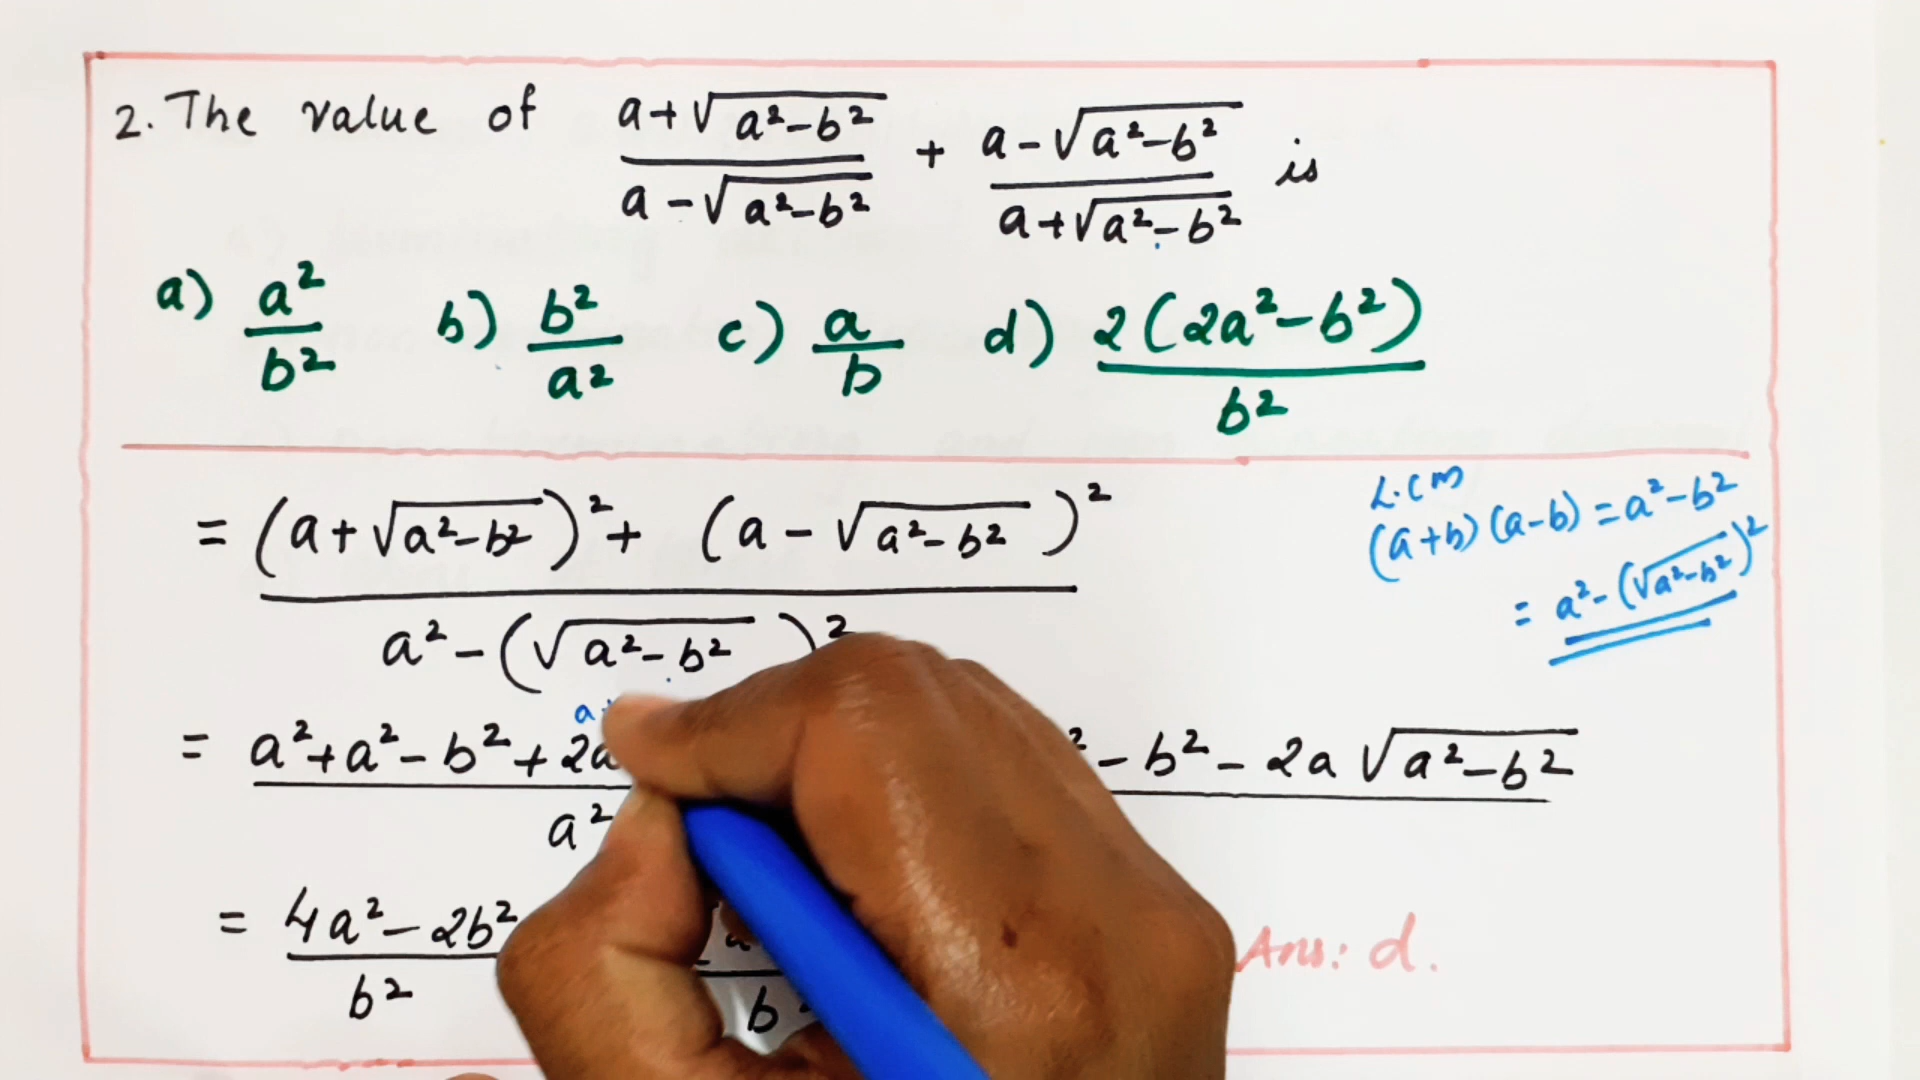 2. The value of (a+√(a²-b²))/(a-√(a²-b²)) + (a-√(a²-b²))/(a+√(a²-b²)) is
a) a²/b² b) b²/a² c) a/b d) 2(2a²-b²)/b²
L.C.M
(a+b)(a-b) = a²-b²
= a²-(√(a²-b²))²
= (a+√(a²-b²))² + (a-√(a²-b²))²
a²-(√(a²-b²))²
a
= a²+a²-b²+2a - b² - 2a√(a²-b²)
a²
= (4a²-2b²)/b²
b
Ans: d.